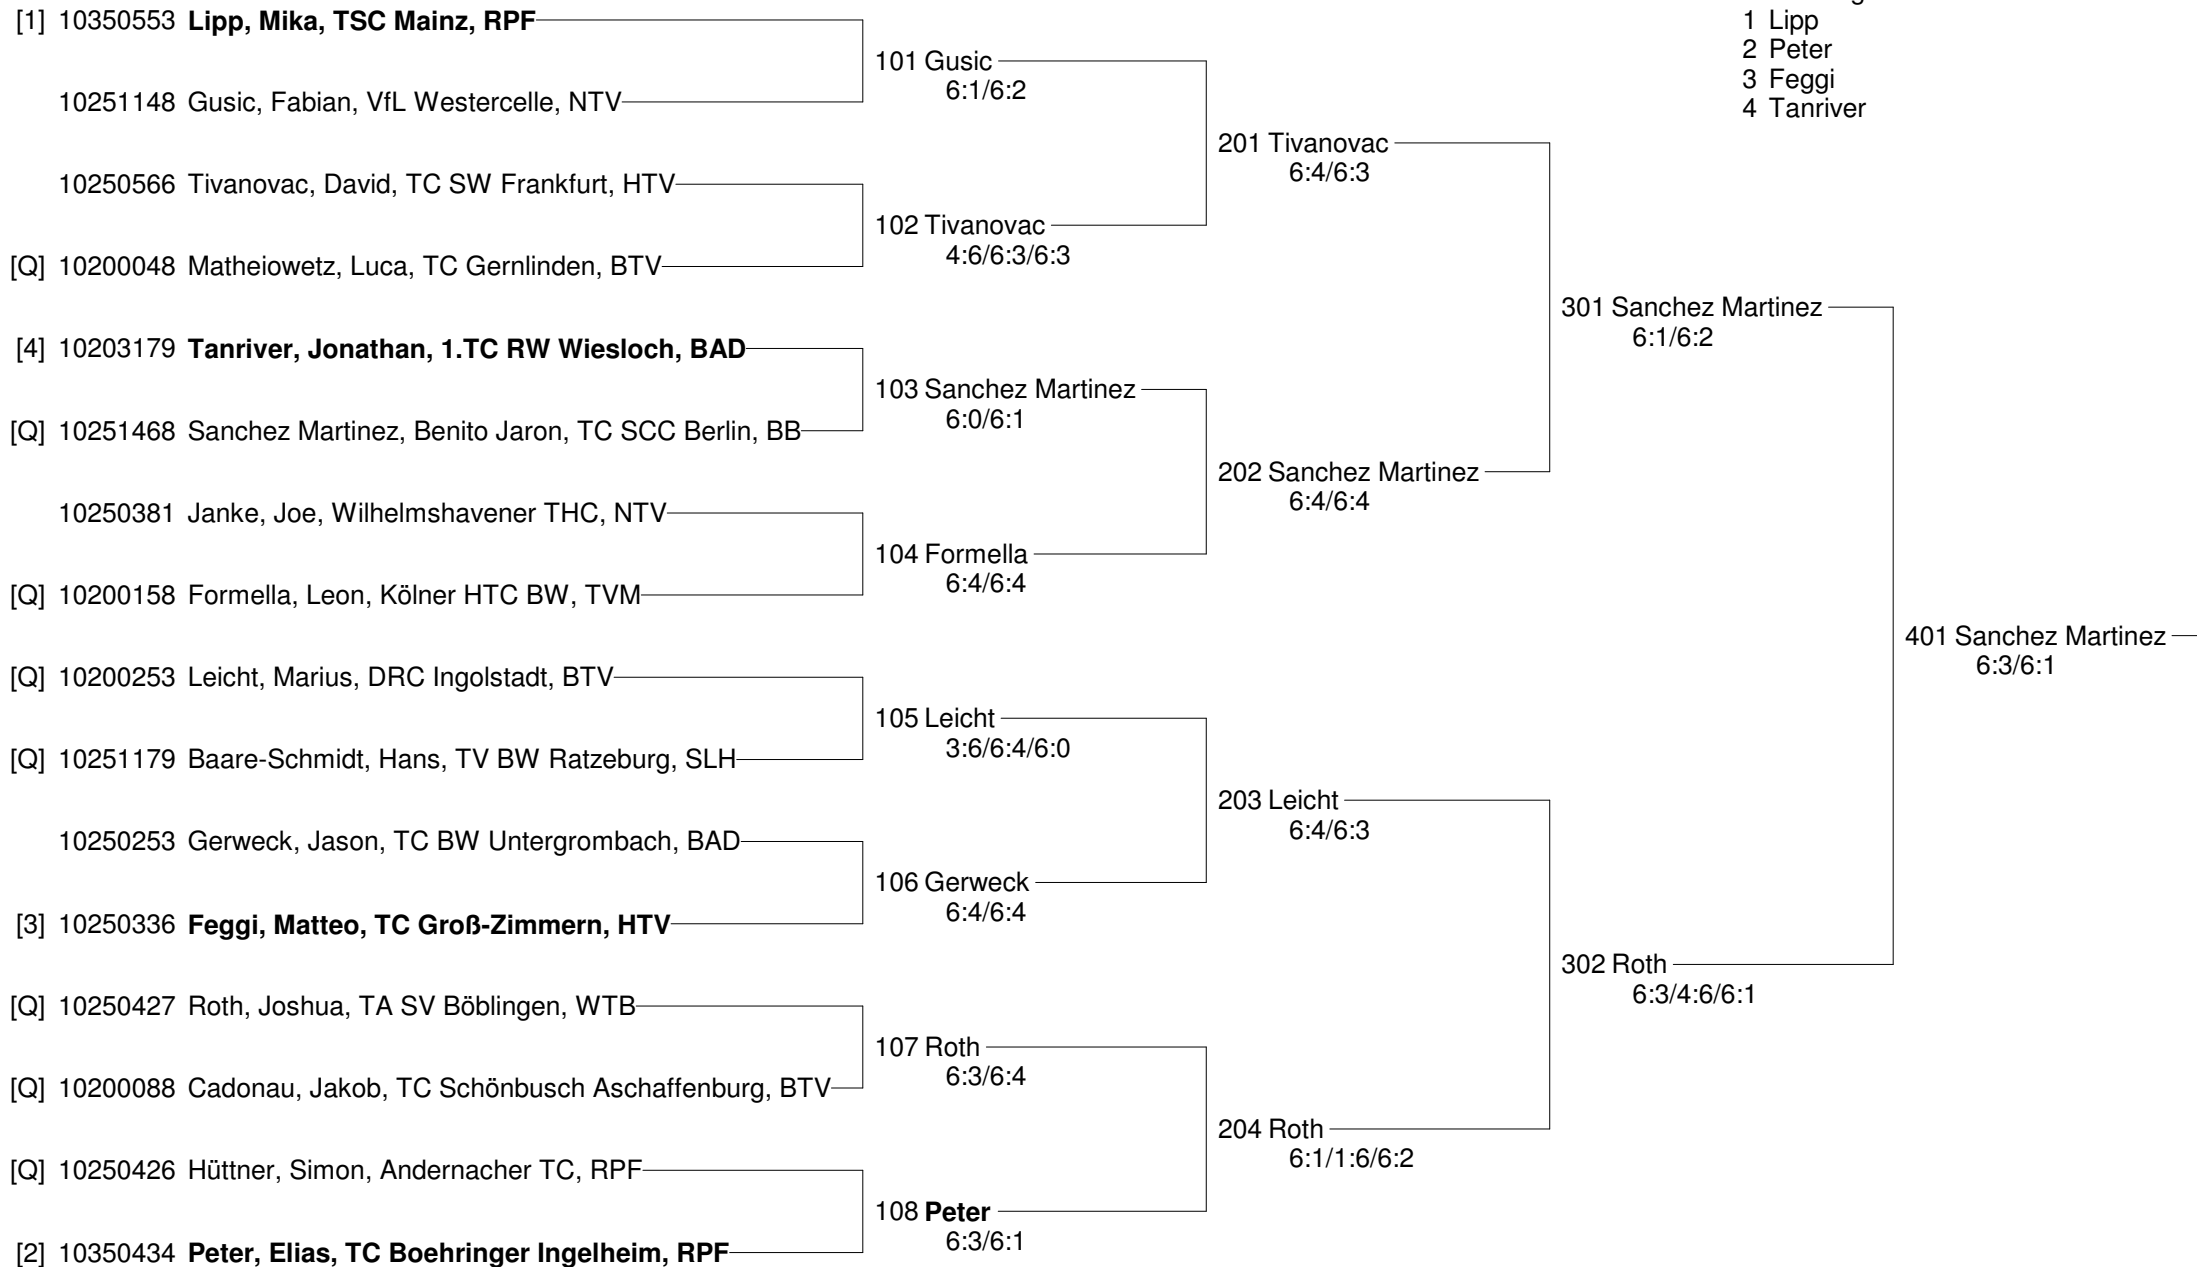 [1] 10350553 Lipp, Mika, TSC Mainz, RPF
10251148 Gusic, Fabian, VfL Westercelle, NTV
10250566 Tivanovac, David, TC SW Frankfurt, HTV
[Q] 10200048 Matheiowetz, Luca, TC Gernlinden, BTV
[4] 10203179 Tanriver, Jonathan, 1.TC RW Wiesloch, BAD
[Q] 10251468 Sanchez Martinez, Benito Jaron, TC SCC Berlin, BB
10250381 Janke, Joe, Wilhelmshavener THC, NTV
[Q] 10200158 Formella, Leon, Kölner HTC BW, TVM
[Q] 10200253 Leicht, Marius, DRC Ingolstadt, BTV
[Q] 10251179 Baare-Schmidt, Hans, TV BW Ratzeburg, SLH
10250253 Gerweck, Jason, TC BW Untergrombach, BAD
[3] 10250336 Feggi, Matteo, TC Groß-Zimmern, HTV
[Q] 10250427 Roth, Joshua, TA SV Böblingen, WTB
[Q] 10200088 Cadonau, Jakob, TC Schönbusch Aschaffenburg, BTV
[Q] 10250426 Hüttner, Simon, Andernacher TC, RPF
[2] 10350434 Peter, Elias, TC Boehringer Ingelheim, RPF
101 Gusic
6:1/6:2
102 Tivanovac
4:6/6:3/6:3
103 Sanchez Martinez
6:0/6:1
104 Formella
6:4/6:4
105 Leicht
3:6/6:4/6:0
106 Gerweck
6:4/6:4
107 Roth
6:3/6:4
108 Peter
6:3/6:1
201 Tivanovac
6:4/6:3
202 Sanchez Martinez
6:4/6:4
203 Leicht
6:4/6:3
204 Roth
6:1/1:6/6:2
301 Sanchez Martinez
6:1/6:2
302 Roth
6:3/4:6/6:1
401 Sanchez Martinez
6:3/6:1
1 Lipp
2 Peter
3 Feggi
4 Tanriver